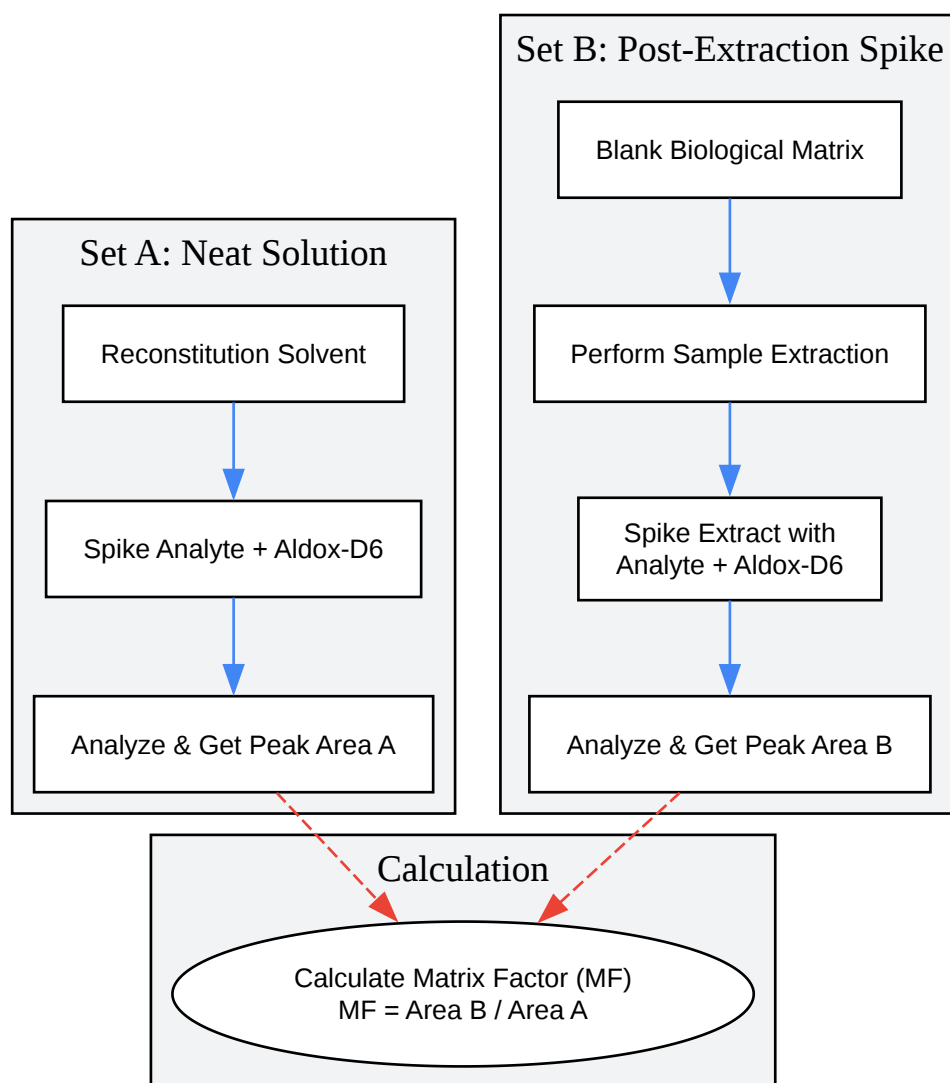 Set A: Neat Solution
Reconstitution Solvent
Spike Analyte + Aldox-D6
Analyze & Get Peak Area A
Set B: Post-Extraction Spike
Blank Biological Matrix
Perform Sample Extraction
Spike Extract with
Analyte + Aldox-D6
Analyze & Get Peak Area B
Calculation
Calculate Matrix Factor (MF)
MF = Area B / Area A